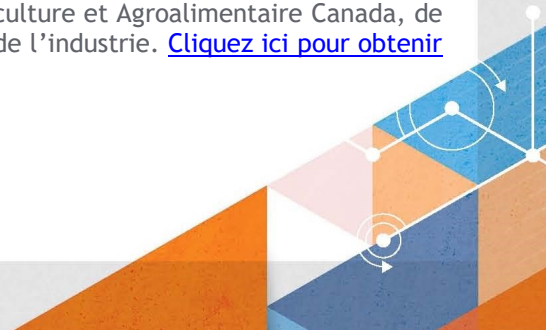 culture et Agroalimentaire Canada, de
de l’industrie. Cliquez ici pour obtenir